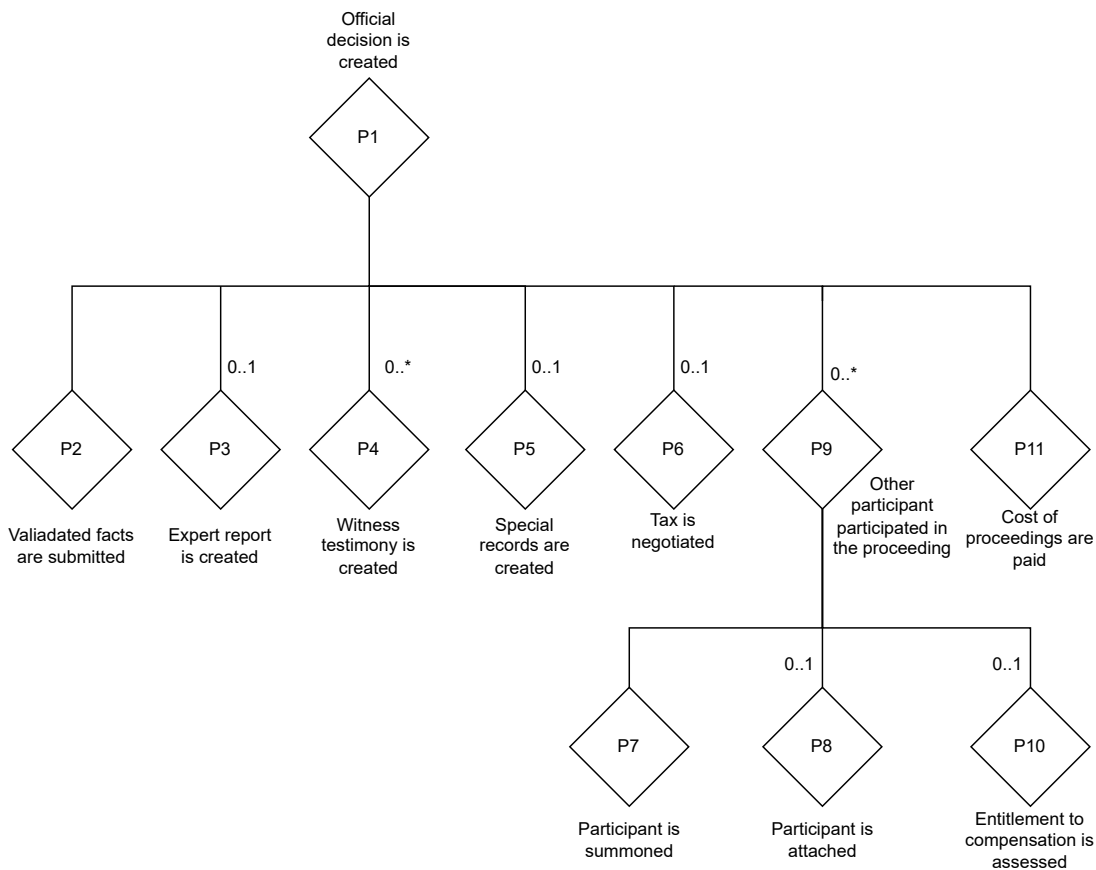 Official
decision is
created
P1
0..1
0..*
0..1
0..1
0..*
P2
P3
P4
P5
P6
P9
P11
Valiadated facts
are submitted
Expert report
is created
Witness
testimony is
created
Special
records are
created
Tax is
negotiated
Other
participant
participated in
the proceeding
Cost of
proceedings are
paid
0..1
0..1
P7
P8
P10
Participant is
summoned
Participant is
attached
Entitlement to
compensation is
assessed